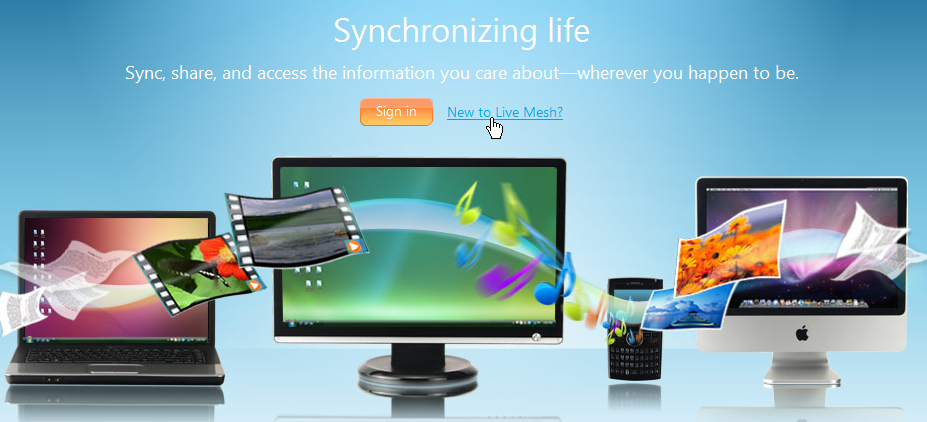 Synchronizing life
Sync, share, and access the information you care about—wherever you happen to be.
Sign in New to Live Mesh?